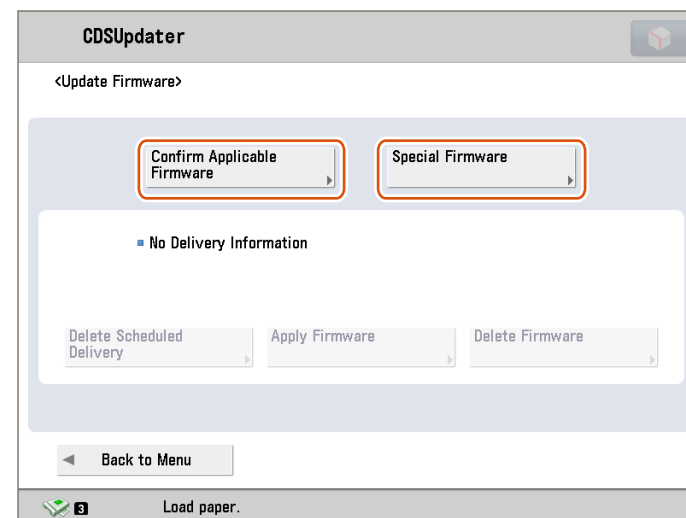 CDSUpdater
<Update Firmware>
Confirm Applicable
Firmware
Special Firmware
No Delivery Information
Delete Scheduled
Delivery
Apply Firmware
Delete Firmware
Back to Menu
3
Load paper.